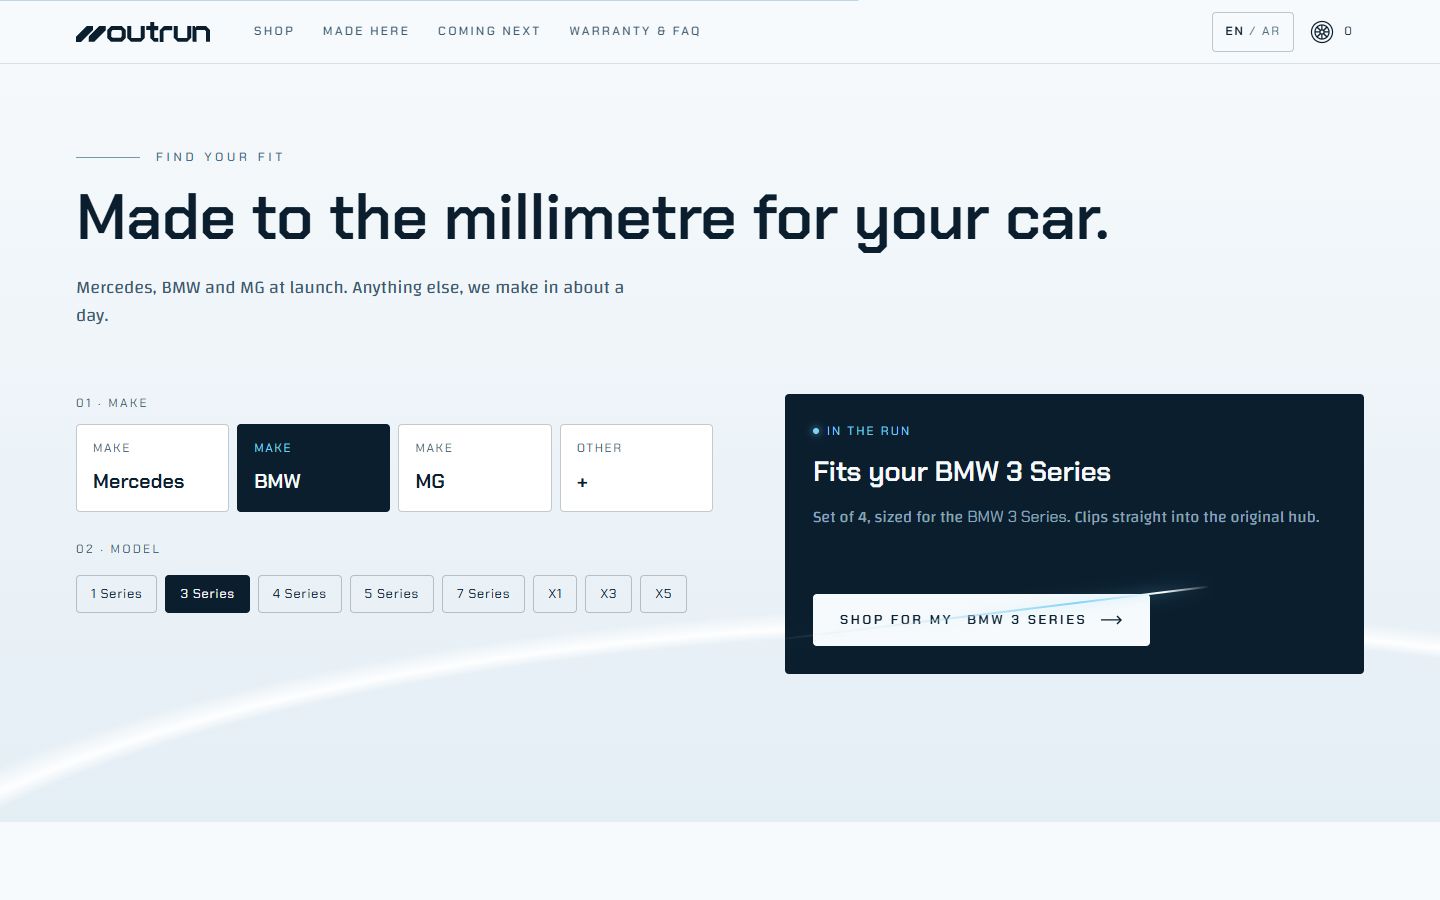 outrun
SHOP
MADE HERE
COMING NEXT
WARRANTY & FAQ
EN / AR
0
FIND YOUR FIT
Made to the millimetre for your car.
Mercedes, BMW and MG at launch. Anything else, we make in about a
day.
01 · MAKE
MAKE
Mercedes
MAKE
BMW
MAKE
MG
OTHER
+
02 · MODEL
1 Series
3 Series
4 Series
5 Series
7 Series
X1
X3
X5
IN THE RUN
Fits your BMW 3 Series
Set of 4, sized for the BMW 3 Series. Clips straight into the original hub.
SHOP FOR MY BMW 3 SERIES